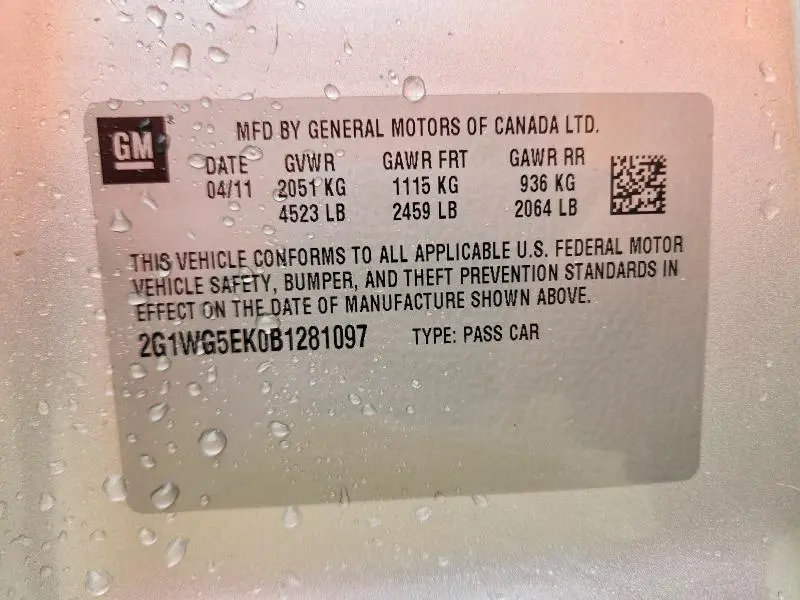 GM®
MFD BY GENERAL MOTORS OF CANADA LTD.
DATE GVWR GAWR FRT GAWR RR
04/11 2051 KG 1115 KG 936 KG
4523 LB 2459 LB 2064 LB
THIS VEHICLE CONFORMS TO ALL APPLICABLE U.S. FEDERAL MOTOR
VEHICLE SAFETY, BUMPER, AND THEFT PREVENTION STANDARDS IN
EFFECT ON THE DATE OF MANUFACTURE SHOWN ABOVE.
2G1WG5EK0B1281097 TYPE: PASS CAR